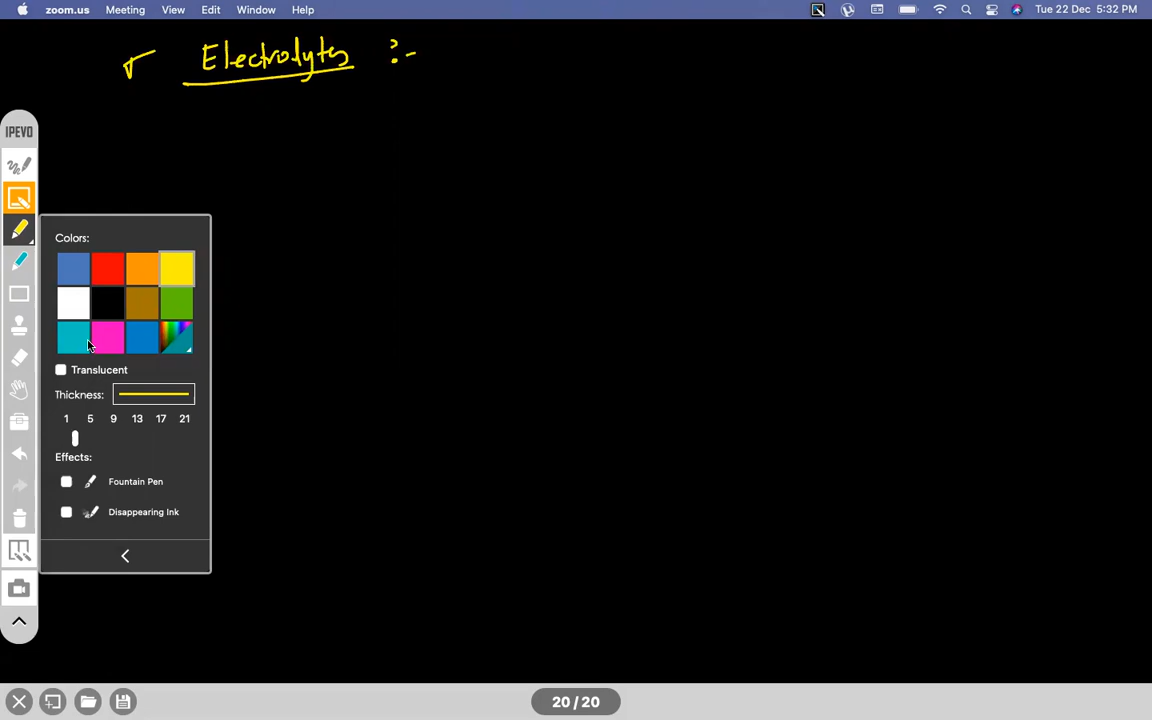 zoom.us Meeting View Edit Window Help Tue 22 Dec 5:32 PM
Electrolytes :-
IPEVO
Colors:
Translucent
Thickness:
1 5 9 13 17 21
Effects:
Fountain Pen
Disappearing Ink
20 / 20